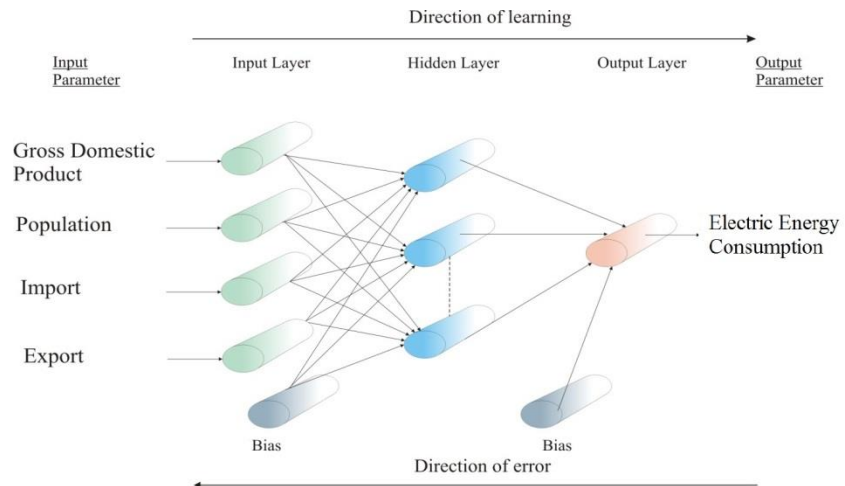 Direction of learning
Input
Parameter
Input Layer
Hidden Layer
Output Layer
Output
Parameter
Gross Domestic
Product
Population
Import
Export
Electric Energy
Consumption
Bias
Bias
Direction of error